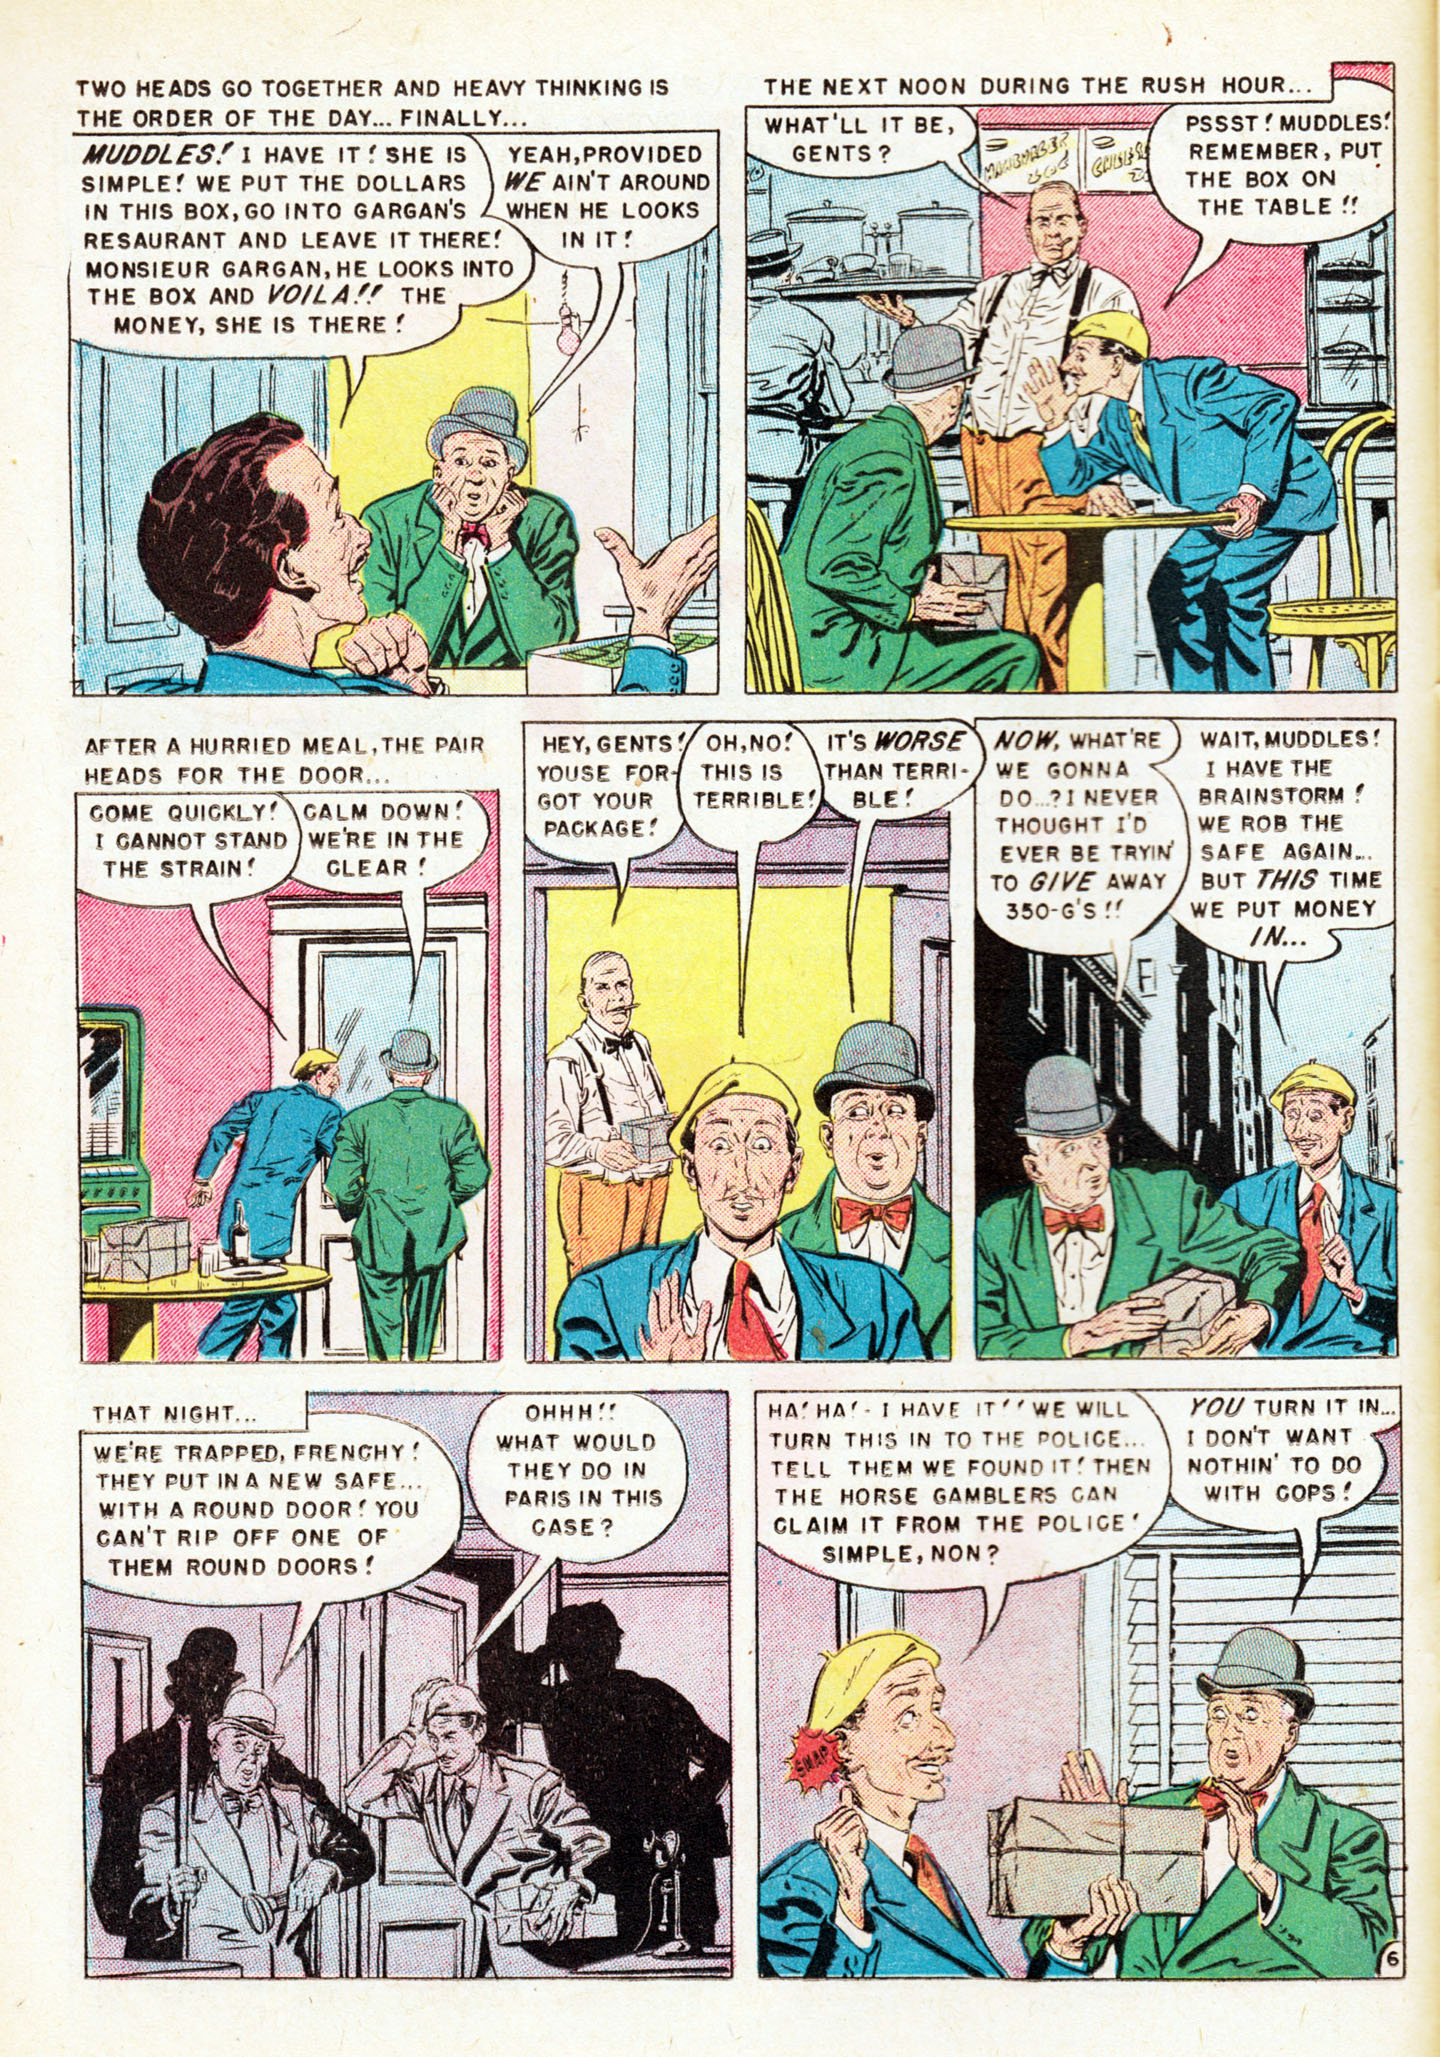 TWO HEADS GO TOGETHER AND HEAVY THINKING IS
THE ORDER OF THE DAY... FINALLY...
MUDDLES! I HAVE IT! SHE IS
SIMPLE! WE PUT THE DOLLARS
IN THIS BOX, GO INTO GARGAN'S
RESAURANT AND LEAVE IT THERE!
MONSIEUR GARGAN, HE LOOKS INTO
THE BOX AND VOILA!! THE
MONEY, SHE IS THERE!
YEAH, PROVIDED
WE AIN'T AROUND
WHEN HE LOOKS
IN IT!
THE NEXT NOON DURING THE RUSH HOUR...
WHAT'LL IT BE,
GENTS?
PSSST! MUDDLES!
REMEMBER, PUT
THE BOX ON
THE TABLE!!
AFTER A HURRIED MEAL, THE PAIR
HEADS FOR THE DOOR...
COME QUICKLY!
I CANNOT STAND
THE STRAIN!
CALM DOWN!
WE'RE IN THE
CLEAR!
HEY, GENTS!
YOUSE FOR-
GOT YOUR
PACKAGE!
OH, NO!
THIS IS
TERRIBLE!
IT'S WORSE
THAN TERRI-
BLE!
NOW, WHAT'RE
WE GONNA
DO...? I NEVER
THOUGHT I'D
EVER BE TRYIN'
TO GIVE AWAY
350-G'S!!
WAIT, MUDDLES!
I HAVE THE
BRAINSTORM!
WE ROB THE
SAFE AGAIN...
BUT THIS TIME
WE PUT MONEY
IN...
THAT NIGHT...
WE'RE TRAPPED, FRENCHY!
THEY PUT IN A NEW SAFE...
WITH A ROUND DOOR! YOU
CAN'T RIP OFF ONE OF
THEM ROUND DOORS!
OHHH!!
WHAT WOULD
THEY DO IN
PARIS IN THIS
CASE?
HA! HA! - I HAVE IT!! WE WILL
TURN THIS IN TO THE POLICE...
TELL THEM WE FOUND IT! THEN
THE HORSE GAMBLERS CAN
CLAIM IT FROM THE POLICE!
SIMPLE, NON?
YOU TURN IT IN...
I DON'T WANT
NOTHIN' TO DO
WITH COPS!
SNAP
6